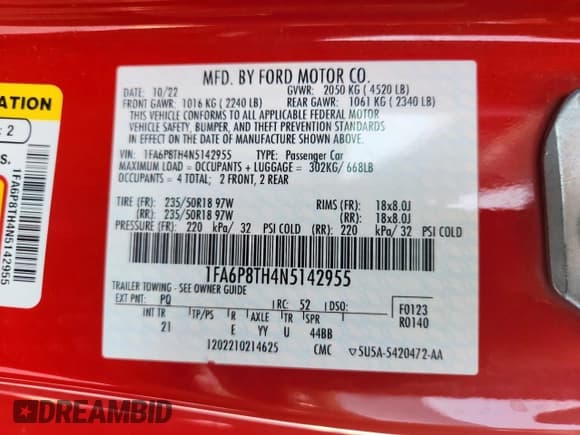 MFD. BY FORD MOTOR CO.
10/22 GVWR: 2050 KG ( 4520 LB)
FRONT GAWR: 1016 KG ( 2240 LB) REAR GAWR: 1061 KG ( 2340 LB)
THIS VEHICLE CONFORMS TO ALL APPLICABLE FEDERAL MOTOR
VEHICLE SAFETY, BUMPER, AND THEFT PREVENTION STANDARDS
IN EFFECT ON THE DATE OF MANUFACTURE SHOWN ABOVE.
VIN: 1FA6P8TH4N5142955 TYPE: Passenger Car
MAXIMUM LOAD = OCCUPANTS + LUGGAGE = 302KG/ 668LB
OCCUPANTS = 4 TOTAL; 2 FRONT, 2 REAR
TIRE (FR): 235/50R18 97W RIMS (FR): 18x8.0J
(RR): 235/50R18 97W (RR): 18x8.0J
PRESSURE (FR): 220 kPa/ 32 PSI COLD (RR): 220 kPa/ 32 PSI COLD
1FA6P8TH4N5142955
TRAILER TOWING - SEE OWNER GUIDE
EXT PNT: PQ RC: 52 DSO: F0123
INT TR TP/PS R AXLE TR SPR R0140
21 E YY U 44BB
1202210214625 CMC 5U5A-5420472-AA
ATION
: 2
S.
1FA6P8TH4N5142955
DREAMBID